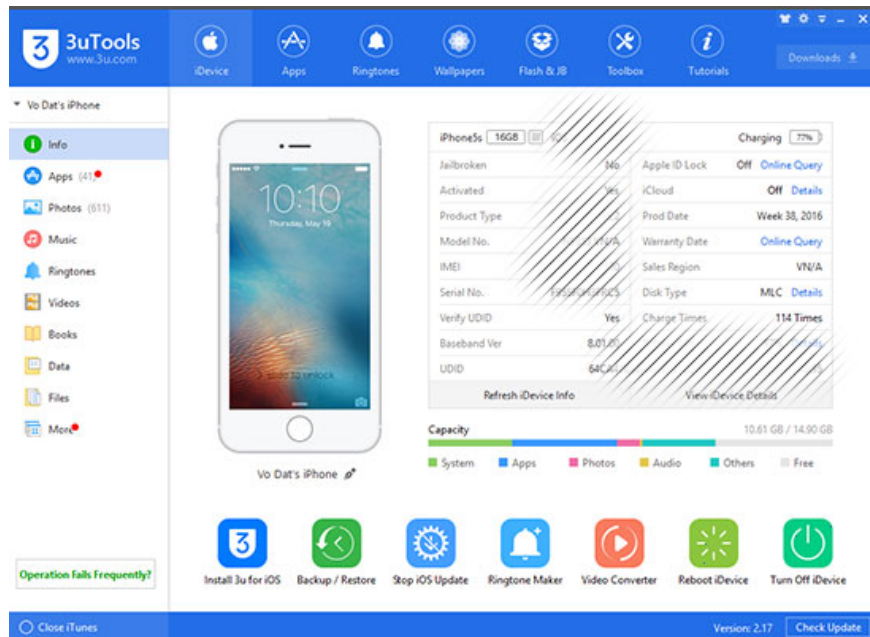 3uTools
www.3u.com
iDevice
Apps
Ringtones
Wallpapers
Flash & JB
Toolbox
Tutorials
Downloads
Vo Dat's iPhone
Info
Apps (41)
Photos (611)
Music
Ringtones
Videos
Books
Data
Files
More
Operation Fails Frequently?
10:10
Thursday, May 19
slide to unlock
Vo Dat's iPhone
iPhone5s 16GB
Charging 77%
Jailbroken No
Apple ID Lock Off Online Query
Activated Yes
iCloud Off Details
Product Type
Prod Date Week 38, 2016
Model No. VN/A
Warranty Date Online Query
IMEI
Sales Region VN/A
Serial No.
Disk Type MLC Details
Verify UDID Yes
Charge Times 114 Times
Baseband Ver 8.01.
Details
UDID
Refresh iDevice Info
View iDevice Details
Capacity 10.61 GB / 14.90 GB
System Apps Photos Audio Others Free
Install 3u for iOS
Backup / Restore
Stop iOS Update
Ringtone Maker
Video Converter
Reboot iDevice
Turn Off iDevice
Close iTunes
Version: 2.17
Check Update